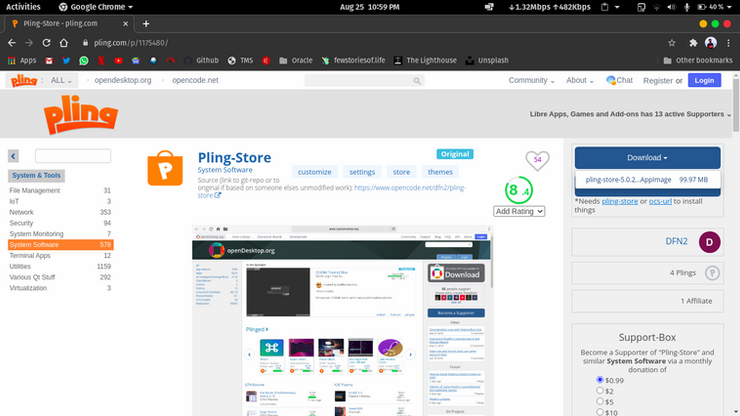 Activities
Google Chrome
Aug 25 10:59 PM
↓1.32Mbps ↑482Kbps
40 %
Pling-Store - pling.com
pling.com/p/1175480/
Apps
Github
TMS
Oracle
fewstoriesof.life
The Lighthouse
Unsplash
Other bookmarks
pling
ALL
opendesktop.org
opencode.net
Community
About
Chat
Register or
Login
pling
Libre Apps, Games and Add-ons has 13 active Supporters
System & Tools
File Management 31
IoT 3
Network 353
Security 94
System Monitoring 7
System Software 578
Terminal Apps 12
Utilities 1159
Various Qt Stuff 292
Virtualization 3
Pling-Store
System Software
Source (link to git-repo or to
original if based on someone elses unmodified work): https://www.opencode.net/dfn2/pling-
store
customize
settings
store
themes
Original
54
8.4
Add Rating
openDesktop.org
Download
Become a Supporter
Plinged
Download
pling-store-5.0.2...AppImage 99.97 MB
*Needs pling-store or ocs-url to install
things
DFN2
D
4 Plings
1 Affiliate
Support-Box
Become a Supporter of "Pling-Store" and
similar System Software via a monthly
donation of
$0.99
$2
$5
$10